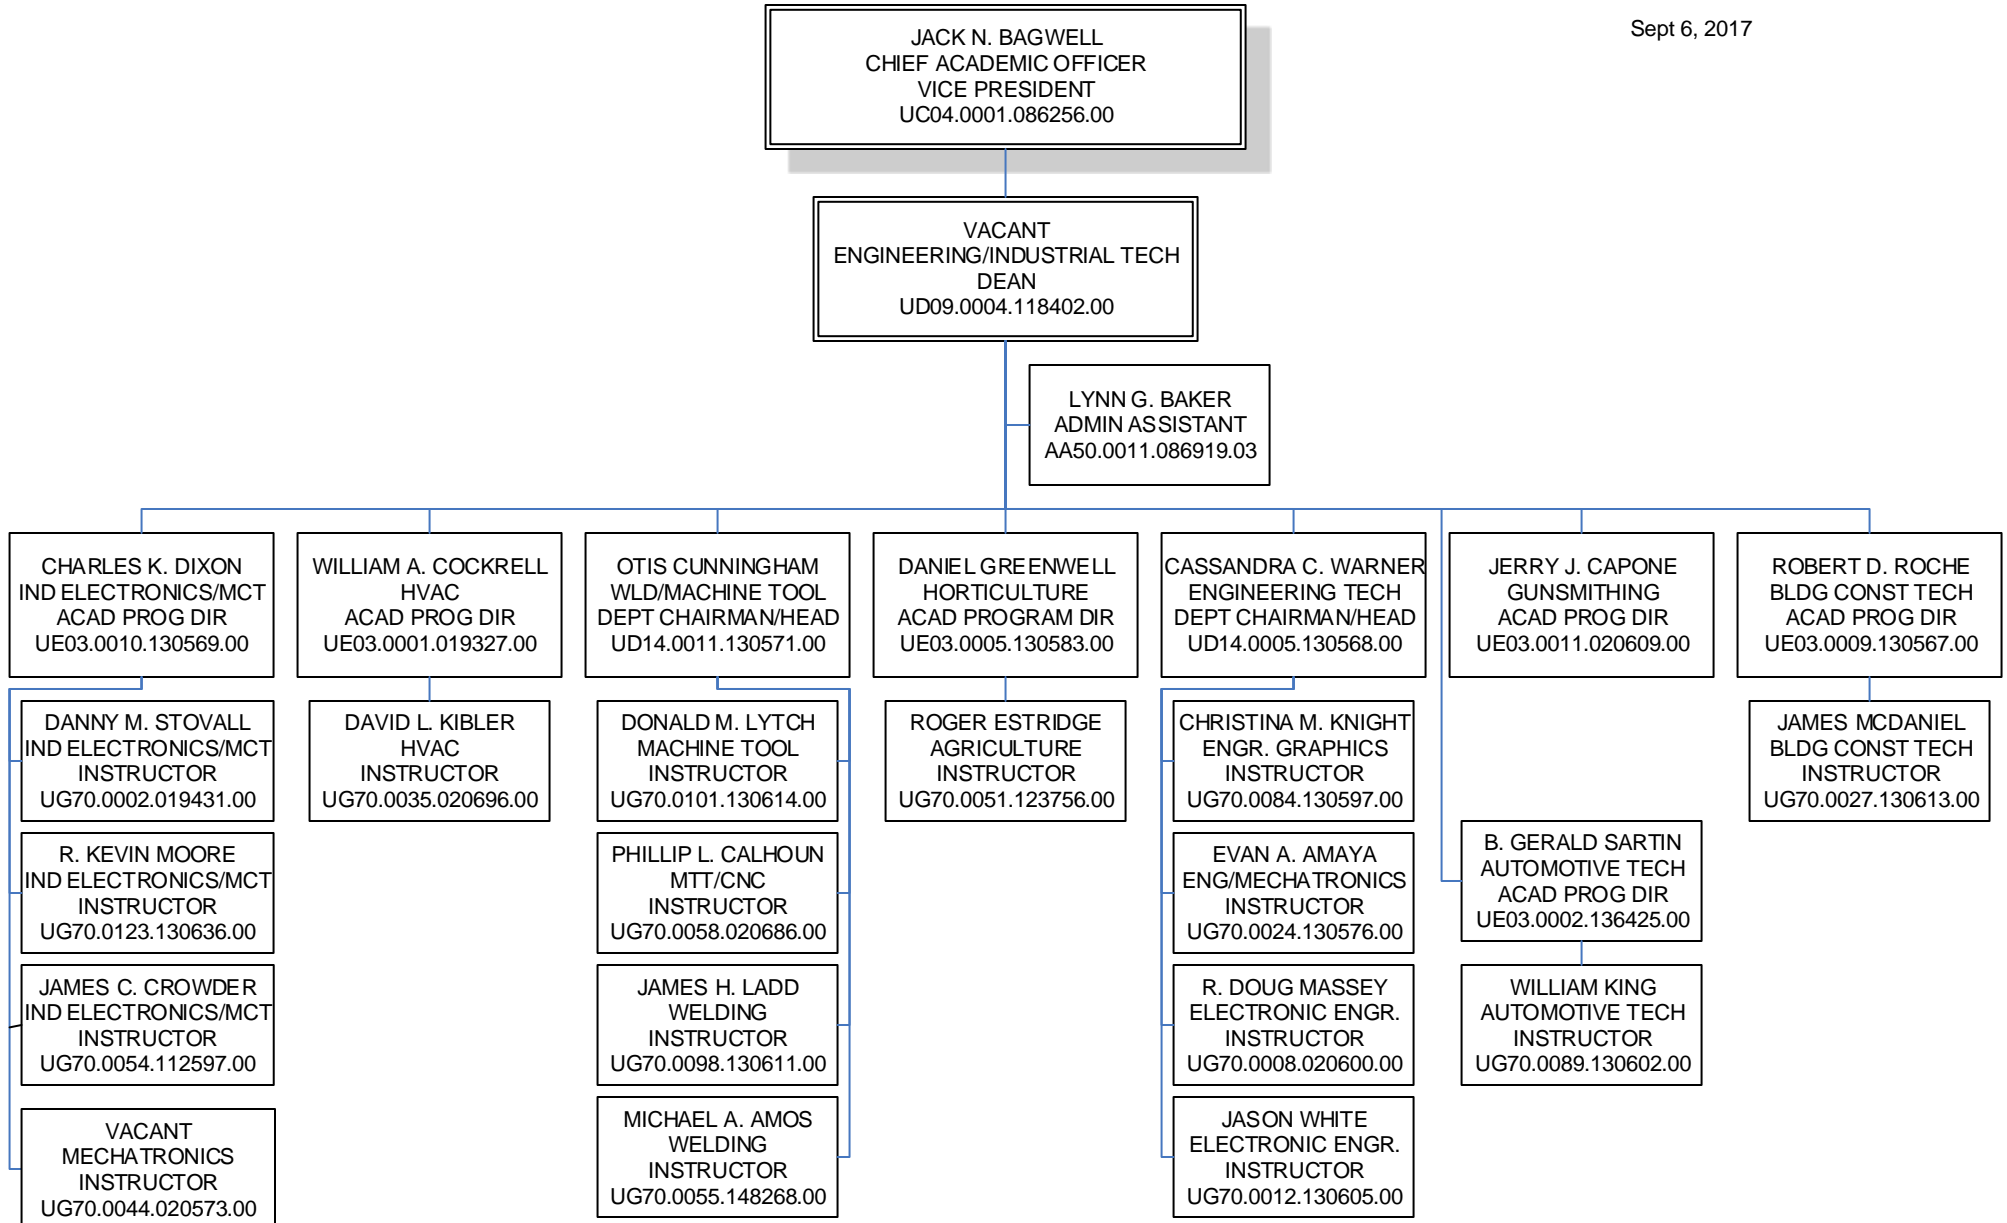 Sept 6, 2017
JACK N. BAGWELL
CHIEF ACADEMIC OFFICER
VICE PRESIDENT
UC04.0001.086256.00
VACANT
ENGINEERING/INDUSTRIAL TECH
DEAN
UD09.0004.118402.00
LYNN G. BAKER
ADMIN ASSISTANT
AA50.0011.086919.03
CHARLES K. DIXON
IND ELECTRONICS/MCT
ACAD PROG DIR
UE03.0010.130569.00
WILLIAM A. COCKRELL
HVAC
ACAD PROG DIR
UE03.0001.019327.00
OTIS CUNNINGHAM
WLD/MACHINE TOOL
DEPT CHAIRMAN/HEAD
UD14.0011.130571.00
DANIEL GREENWELL
HORTICULTURE
ACAD PROGRAM DIR
UE03.0005.130583.00
CASSANDRA C. WARNER
ENGINEERING TECH
DEPT CHAIRMAN/HEAD
UD14.0005.130568.00
JERRY J. CAPONE
GUNSMITHING
ACAD PROG DIR
UE03.0011.020609.00
ROBERT D. ROCHE
BLDG CONST TECH
ACAD PROG DIR
UE03.0009.130567.00
DANNY M. STOVALL
IND ELECTRONICS/MCT
INSTRUCTOR
UG70.0002.019431.00
DAVID L. KIBLER
HVAC
INSTRUCTOR
UG70.0035.020696.00
DONALD M. LYTCH
MACHINE TOOL
INSTRUCTOR
UG70.0101.130614.00
ROGER ESTRIDGE
AGRICULTURE
INSTRUCTOR
UG70.0051.123756.00
CHRISTINA M. KNIGHT
ENGR. GRAPHICS
INSTRUCTOR
UG70.0084.130597.00
JAMES MCDANIEL
BLDG CONST TECH
INSTRUCTOR
UG70.0027.130613.00
R. KEVIN MOORE
IND ELECTRONICS/MCT
INSTRUCTOR
UG70.0123.130636.00
PHILLIP L. CALHOUN
MTT/CNC
INSTRUCTOR
UG70.0058.020686.00
EVAN A. AMAYA
ENG/MECHATRONICS
INSTRUCTOR
UG70.0024.130576.00
B. GERALD SARTIN
AUTOMOTIVE TECH
ACAD PROG DIR
UE03.0002.136425.00
JAMES C. CROWDER
IND ELECTRONICS/MCT
INSTRUCTOR
UG70.0054.112597.00
JAMES H. LADD
WELDING
INSTRUCTOR
UG70.0098.130611.00
R. DOUG MASSEY
ELECTRONIC ENGR.
INSTRUCTOR
UG70.0008.020600.00
WILLIAM KING
AUTOMOTIVE TECH
INSTRUCTOR
UG70.0089.130602.00
VACANT
MECHATRONICS
INSTRUCTOR
UG70.0044.020573.00
MICHAEL A. AMOS
WELDING
INSTRUCTOR
UG70.0055.148268.00
JASON WHITE
ELECTRONIC ENGR.
INSTRUCTOR
UG70.0012.130605.00